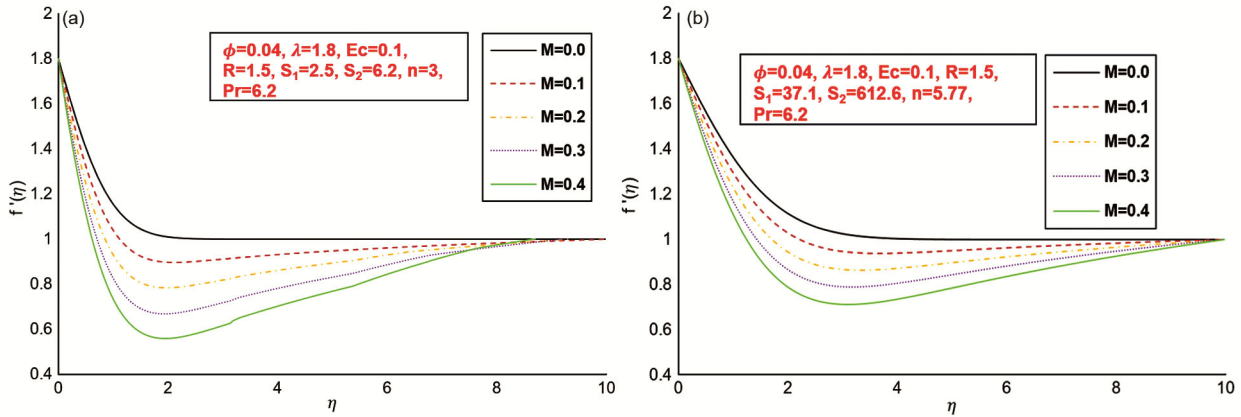 (a)
2
1.8
1.6
1.4
1.2
1
0.8
0.6
0.4
f '(η)
0
2
4
6
8
10
η
ϕ=0.04, λ=1.8, Ec=0.1,
R=1.5, S₁=2.5, S₂=6.2, n=3,
Pr=6.2
M=0.0
M=0.1
M=0.2
M=0.3
M=0.4
(b)
2
1.8
1.6
1.4
1.2
1
0.8
0.6
0.4
f '(η)
0
2
4
6
8
10
η
ϕ=0.04, λ=1.8, Ec=0.1, R=1.5,
S₁=37.1, S₂=612.6, n=5.77,
Pr=6.2
M=0.0
M=0.1
M=0.2
M=0.3
M=0.4